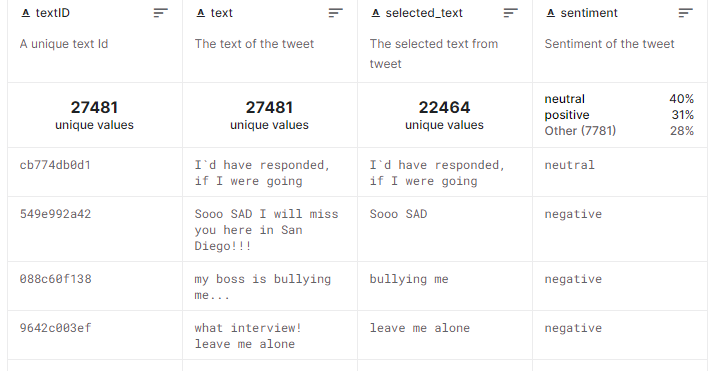 A textID
A text
A selected_text
A sentiment
A unique text Id
The text of the tweet
The selected text from
tweet
Sentiment of the tweet
27481
unique values
27481
unique values
22464
unique values
neutral 40%
positive 31%
Other (7781) 28%
cb774db0d1
I`d have responded,
if I were going
I`d have responded,
if I were going
neutral
549e992a42
Sooo SAD I will miss
you here in San
Diego!!!
Sooo SAD
negative
088c60f138
my boss is bullying
me...
bullying me
negative
9642c003ef
what interview!
leave me alone
leave me alone
negative